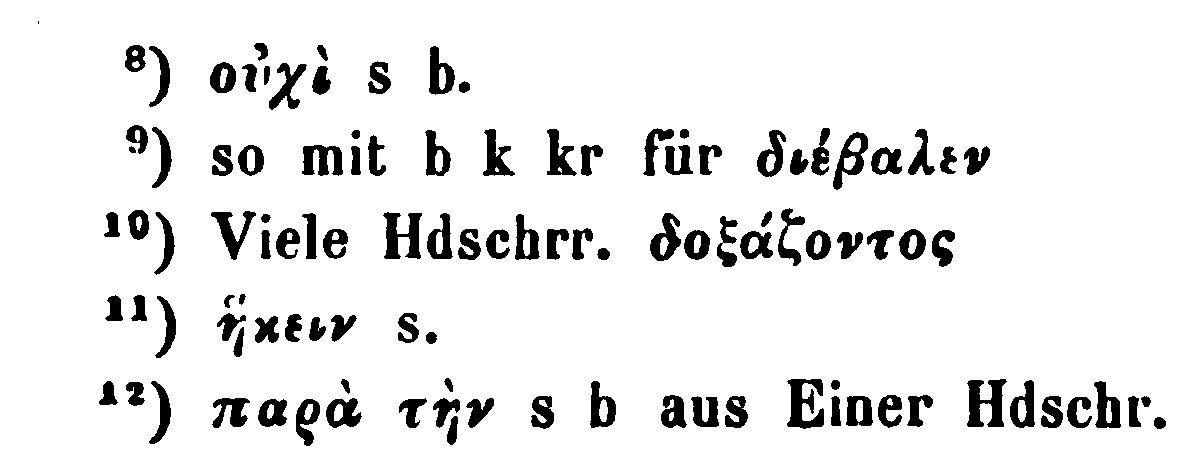 ⁸) οὐχὶ s b.
⁹) so mit b k kr für διέβαλεν
¹⁰) Viele Hdschrr. δοξάζοντος
¹¹) ἥκειν s.
¹²) παρὰ τὴν s b aus Einer Hdschr.